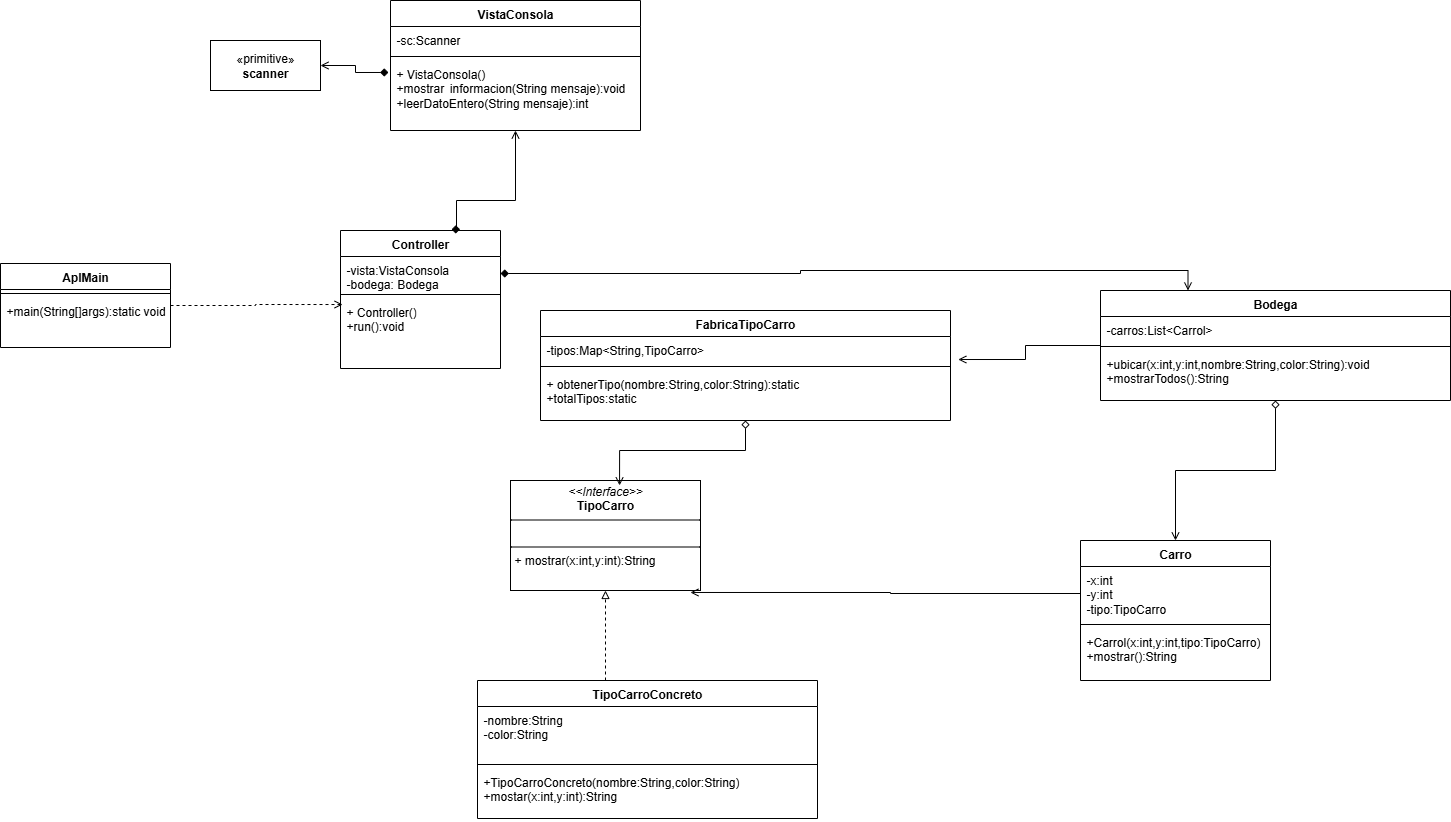 VistaConsola
-sc:Scanner
+ VistaConsola()
+mostrar informacion(String mensaje):void
+leerDatoEntero(String mensaje):int
«primitive»
scanner
Controller
-vista:VistaConsola
-bodega: Bodega
+ Controller()
+run():void
AplMain
+main(String[]args):static void
FabricaTipoCarro
-tipos:Map<String,TipoCarro>
+ obtenerTipo(nombre:String,color:String):static
+totalTipos:static
Bodega
-carros:List<Carrol>
+ubicar(x:int,y:int,nombre:String,color:String):void
+mostrarTodos():String
<<Interface>>
TipoCarro
+ mostrar(x:int,y:int):String
Carro
-x:int
-y:int
-tipo:TipoCarro
+Carrol(x:int,y:int,tipo:TipoCarro)
+mostrar():String
TipoCarroConcreto
-nombre:String
-color:String
+TipoCarroConcreto(nombre:String,color:String)
+mostar(x:int,y:int):String